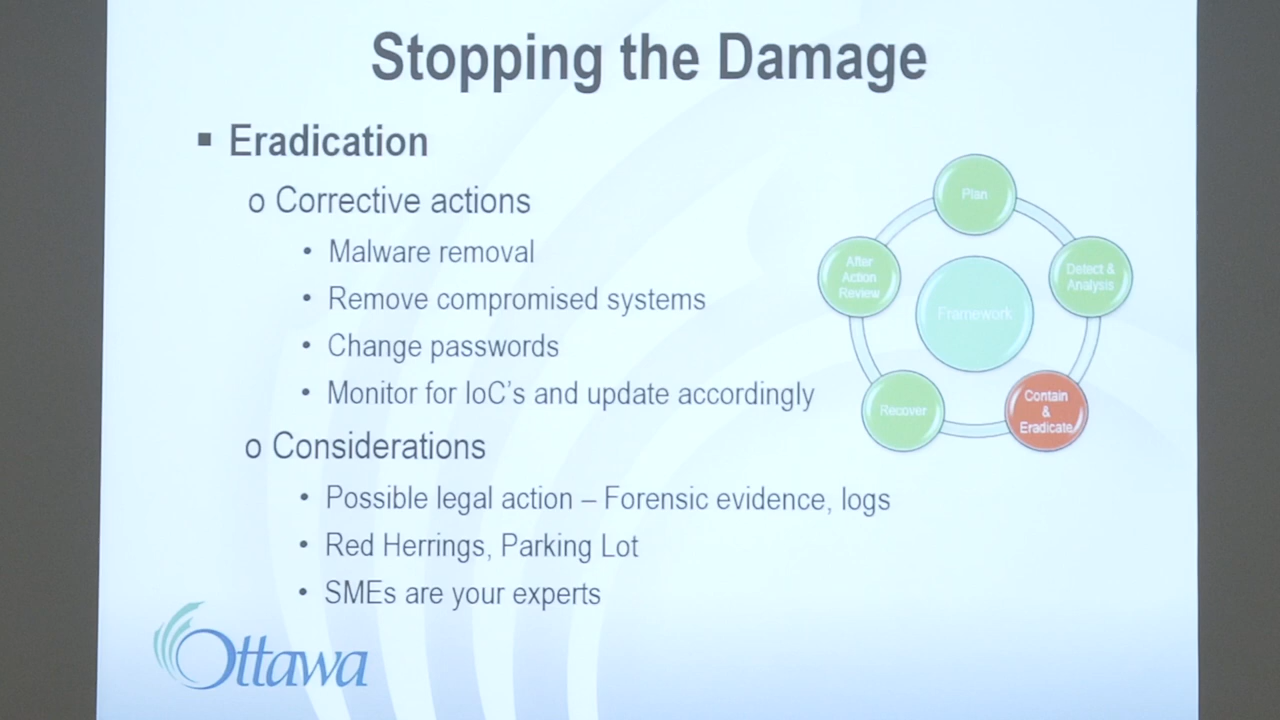 Stopping the Damage
▪ Eradication
o Corrective actions
• Malware removal
• Remove compromised systems
• Change passwords
• Monitor for IoC's and update accordingly
o Considerations
• Possible legal action – Forensic evidence, logs
• Red Herrings, Parking Lot
• SMEs are your experts
Plan
Detect &
Analysis
Contain
&
Eradicate
Recover
After
Action
Review
Framework
Ottawa